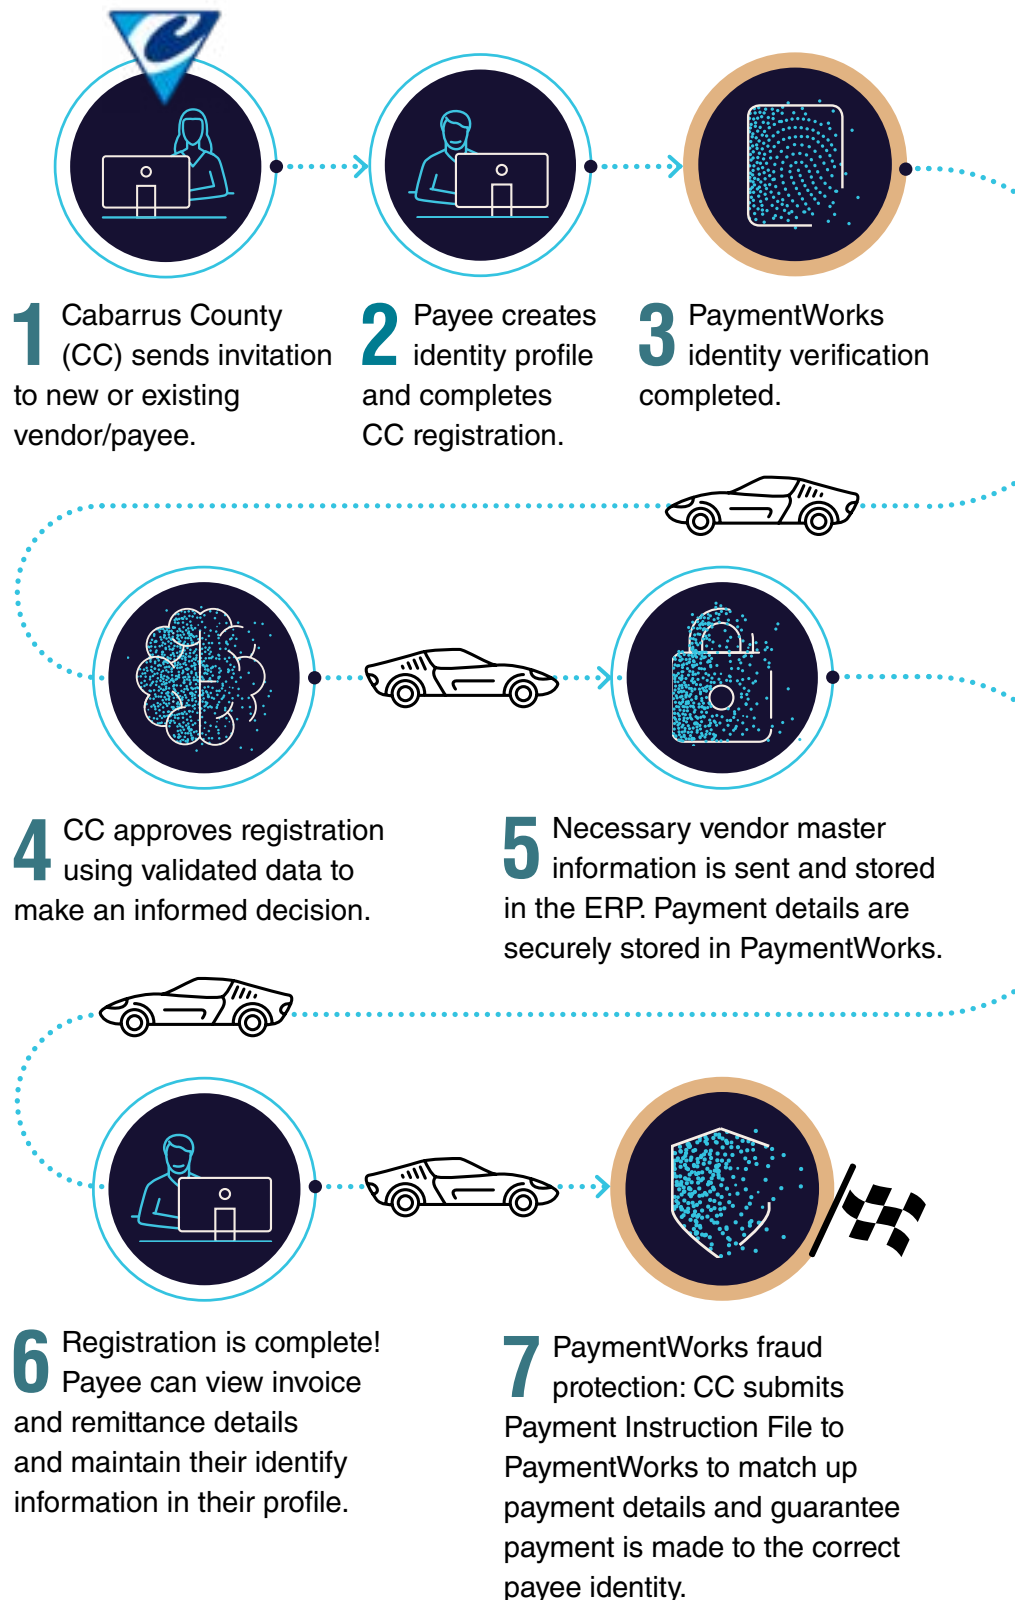 1 Cabarrus County
(CC) sends invitation
to new or existing
vendor/payee.
2 Payee creates
identity profile
and completes
CC registration.
3 PaymentWorks
identity verification
completed.
4 CC approves registration
using validated data to
make an informed decision.
5 Necessary vendor master
information is sent and stored
in the ERP. Payment details are
securely stored in PaymentWorks.
6 Registration is complete!
Payee can view invoice
and remittance details
and maintain their identify
information in their profile.
7 PaymentWorks fraud
protection: CC submits
Payment Instruction File to
PaymentWorks to match up
payment details and guarantee
payment is made to the correct
payee identity.